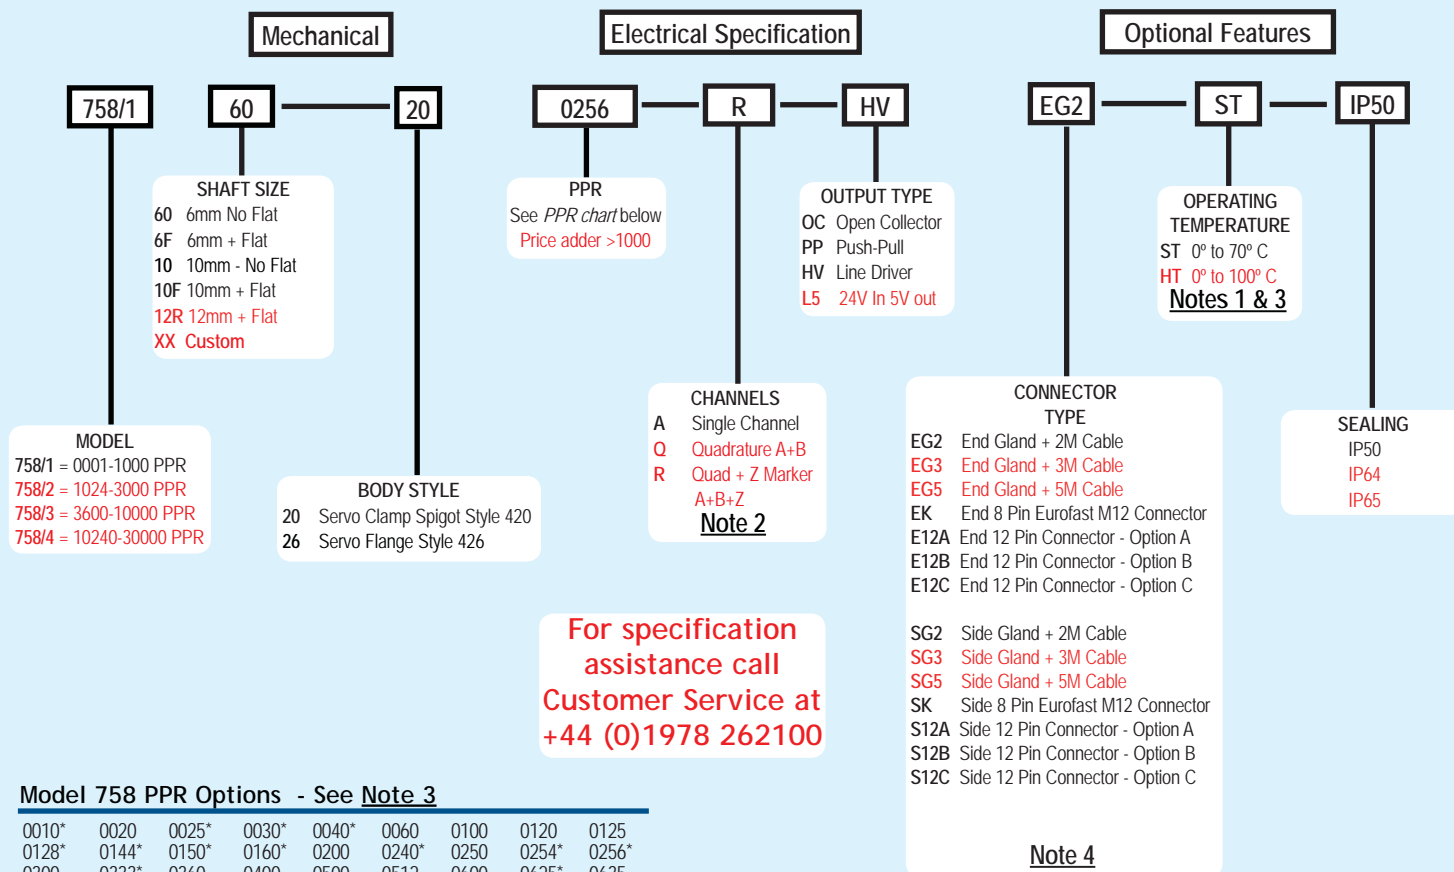 Mechanical
Electrical Specification
Optional Features
758/1
60
20
0256
R
HV
EG2
ST
IP50
SHAFT SIZE
60 6mm No Flat
6F 6mm + Flat
10 10mm - No Flat
10F 10mm + Flat
12R 12mm + Flat
XX Custom
PPR
See PPR chart below
Price adder >1000
OUTPUT TYPE
OC Open Collector
PP Push-Pull
HV Line Driver
L5 24V In 5V out
OPERATING
TEMPERATURE
ST 0º to 70º C
HT 0º to 100º C
Notes 1 & 3
MODEL
758/1 = 0001-1000 PPR
758/2 = 1024-3000 PPR
758/3 = 3600-10000 PPR
758/4 = 10240-30000 PPR
BODY STYLE
20 Servo Clamp Spigot Style 420
26 Servo Flange Style 426
CHANNELS
A Single Channel
Q Quadrature A+B
R Quad + Z Marker
A+B+Z
Note 2
CONNECTOR
TYPE
EG2 End Gland + 2M Cable
EG3 End Gland + 3M Cable
EG5 End Gland + 5M Cable
EK End 8 Pin Eurofast M12 Connector
E12A End 12 Pin Connector - Option A
E12B End 12 Pin Connector - Option B
E12C End 12 Pin Connector - Option C
SG2 Side Gland + 2M Cable
SG3 Side Gland + 3M Cable
SG5 Side Gland + 5M Cable
SK Side 8 Pin Eurofast M12 Connector
S12A Side 12 Pin Connector - Option A
S12B Side 12 Pin Connector - Option B
S12C Side 12 Pin Connector - Option C
Note 4
SEALING
IP50
IP64
IP65
For specification
assistance call
Customer Service at
+44 (0)1978 262100
Model 758 PPR Options - See Note 3
0010* 0020 0025* 0030* 0040* 0060 0100 0120 0125
0128* 0144* 0150* 0160* 0200 0240* 0250 0254* 0256*